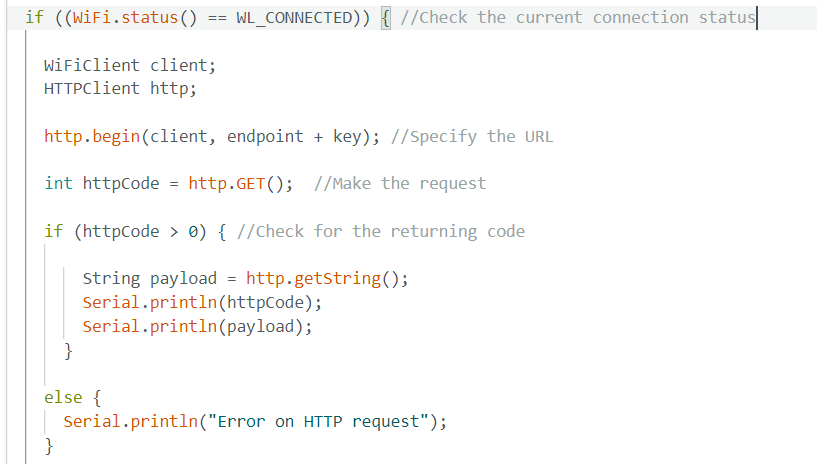 if ((WiFi.status() == WL_CONNECTED)) { //Check the current connection status
WiFiClient client;
HTTPClient http;
http.begin(client, endpoint + key); //Specify the URL
int httpCode = http.GET();  //Make the request
if (httpCode > 0) { //Check for the returning code
String payload = http.getString();
Serial.println(httpCode);
Serial.println(payload);
}
else {
Serial.println("Error on HTTP request");
}